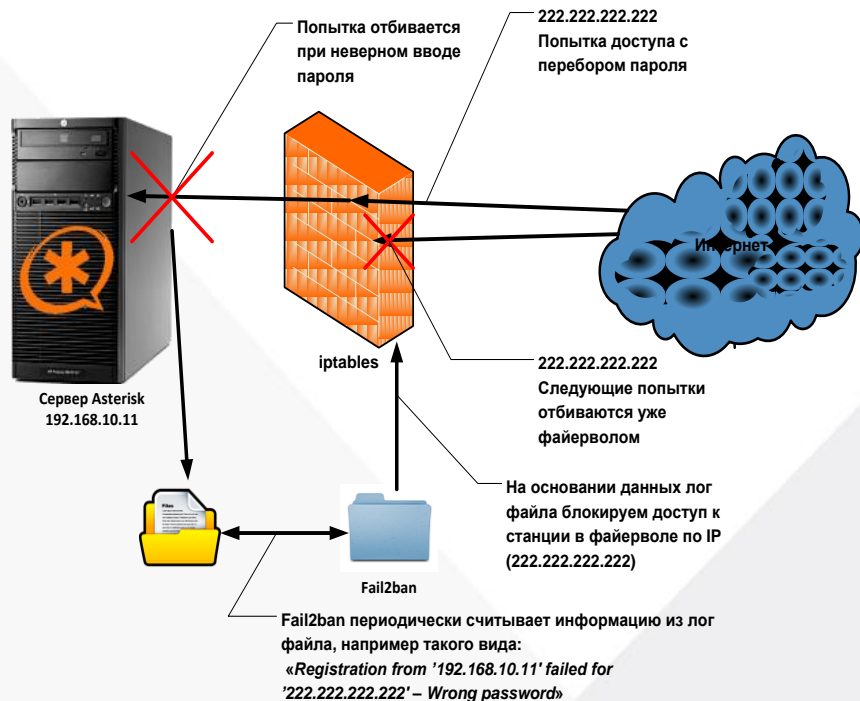 Попытка отбивается
при неверном вводе
пароля
222.222.222.222
Попытка доступа с
перебором пароля
Интернет
iptables
Сервер Asterisk
192.168.10.11
222.222.222.222
Следующие попытки
отбиваются уже
файерволом
На основании данных лог
файла блокируем доступ к
станции в файерволе по IP
(222.222.222.222)
Files
Fail2ban
Fail2ban периодически считывает информацию из лог
файла, например такого вида:
«Registration from '192.168.10.11' failed for
'222.222.222.222' – Wrong password»